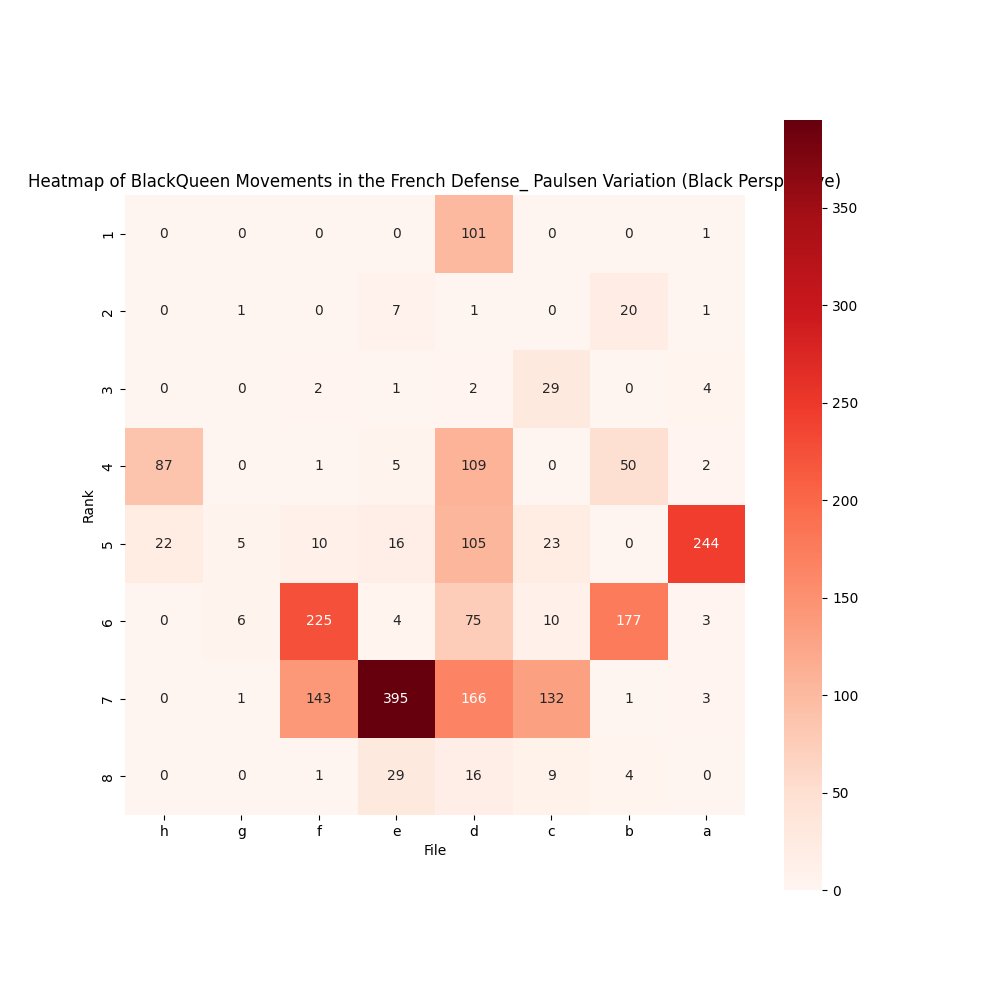 Heatmap of BlackQueen Movements in the French Defense_ Paulsen Variation (Black Persp ve)
1 0 0 0 0 101 0 0 1
2 0 1 0 7 1 0 20 1
3 0 0 2 1 2 29 0 4
4 87 0 1 5 109 0 50 2
Rank
5 22 5 10 16 105 23 0 244
6 0 6 225 4 75 10 177 3
7 0 1 143 395 166 132 1 3
8 0 0 1 29 16 9 4 0
h g f e d c b a
File
350
300
250
200
150
100
50
0